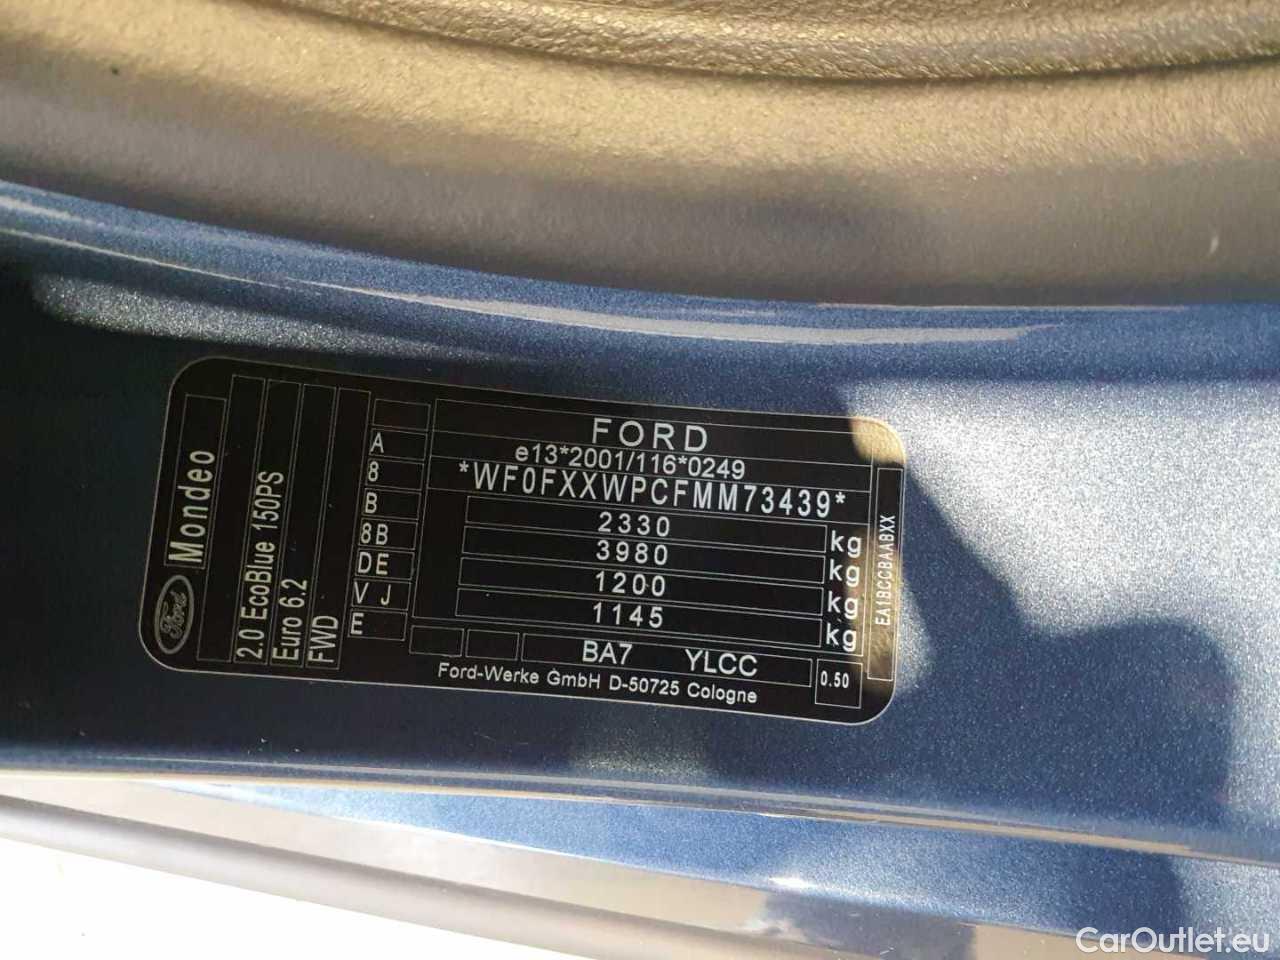 FORD
e13*2001/116*0249
*WF0FXXWPCFMM73439*
2330 kg
3980 kg
1200 kg
1145 kg
BA7 YLCC
0.50
Ford-Werke GmbH D-50725 Cologne
A
8
B
8B
DE
V J
E
Mondeo
Ford
2.0 EcoBlue 150PS
Euro 6.2
FWD
EA1BCCBAABXX
CarOutlet.eu